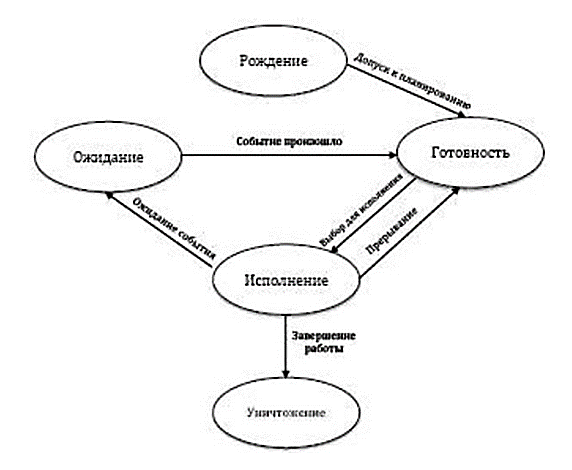 Рождение
Допуск к планированию
Ожидание
Событие произошло
Готовность
Ожидание события
Выбор для исполнения
Прерывание
Исполнение
Завершение
работы
Уничтожение